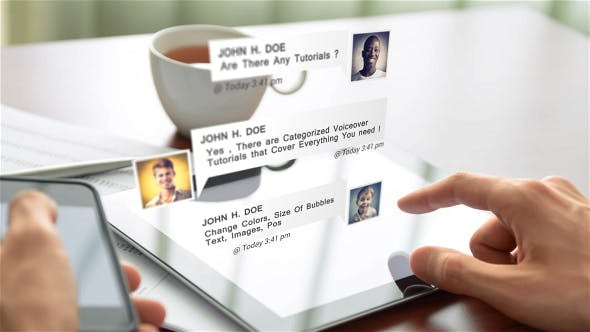 JOHN H. DOE
Are There Any Tutorials ?
@ Today 3:41 pm
JOHN H. DOE
Yes , There are Categorized Voiceover
Tutorials that Cover Everything You need !
@ Today 3:41 pm
JOHN H. DOE
Change Colors, Size Of Bubbles
Text, Images, Pos
@ Today 3:41 pm